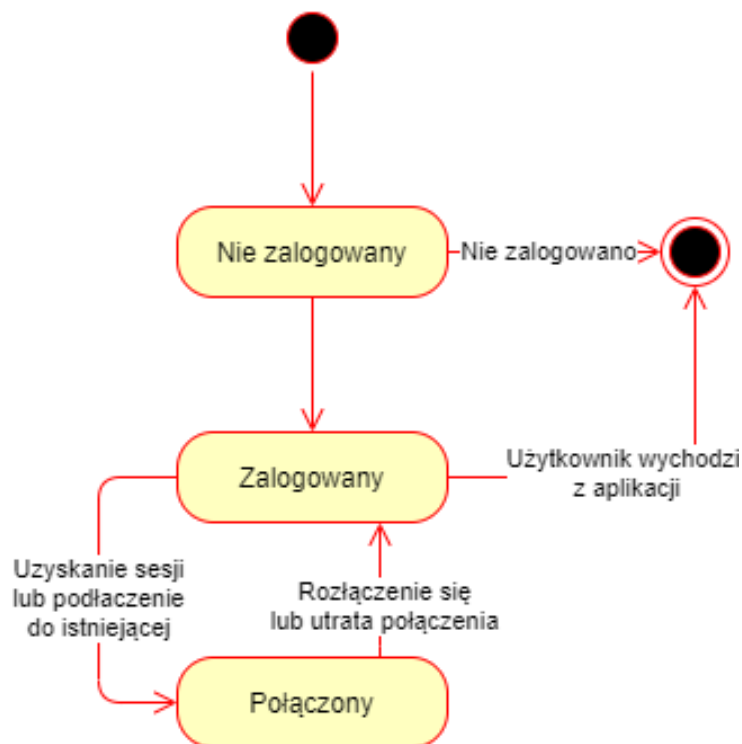 Nie zalogowany
Nie zalogowano
Zalogowany
Użytkownik wychodzi
z aplikacji
Uzyskanie sesji
lub podłaczenie
do istniejącej
Rozłączenie się
lub utrata połączenia
Połączony